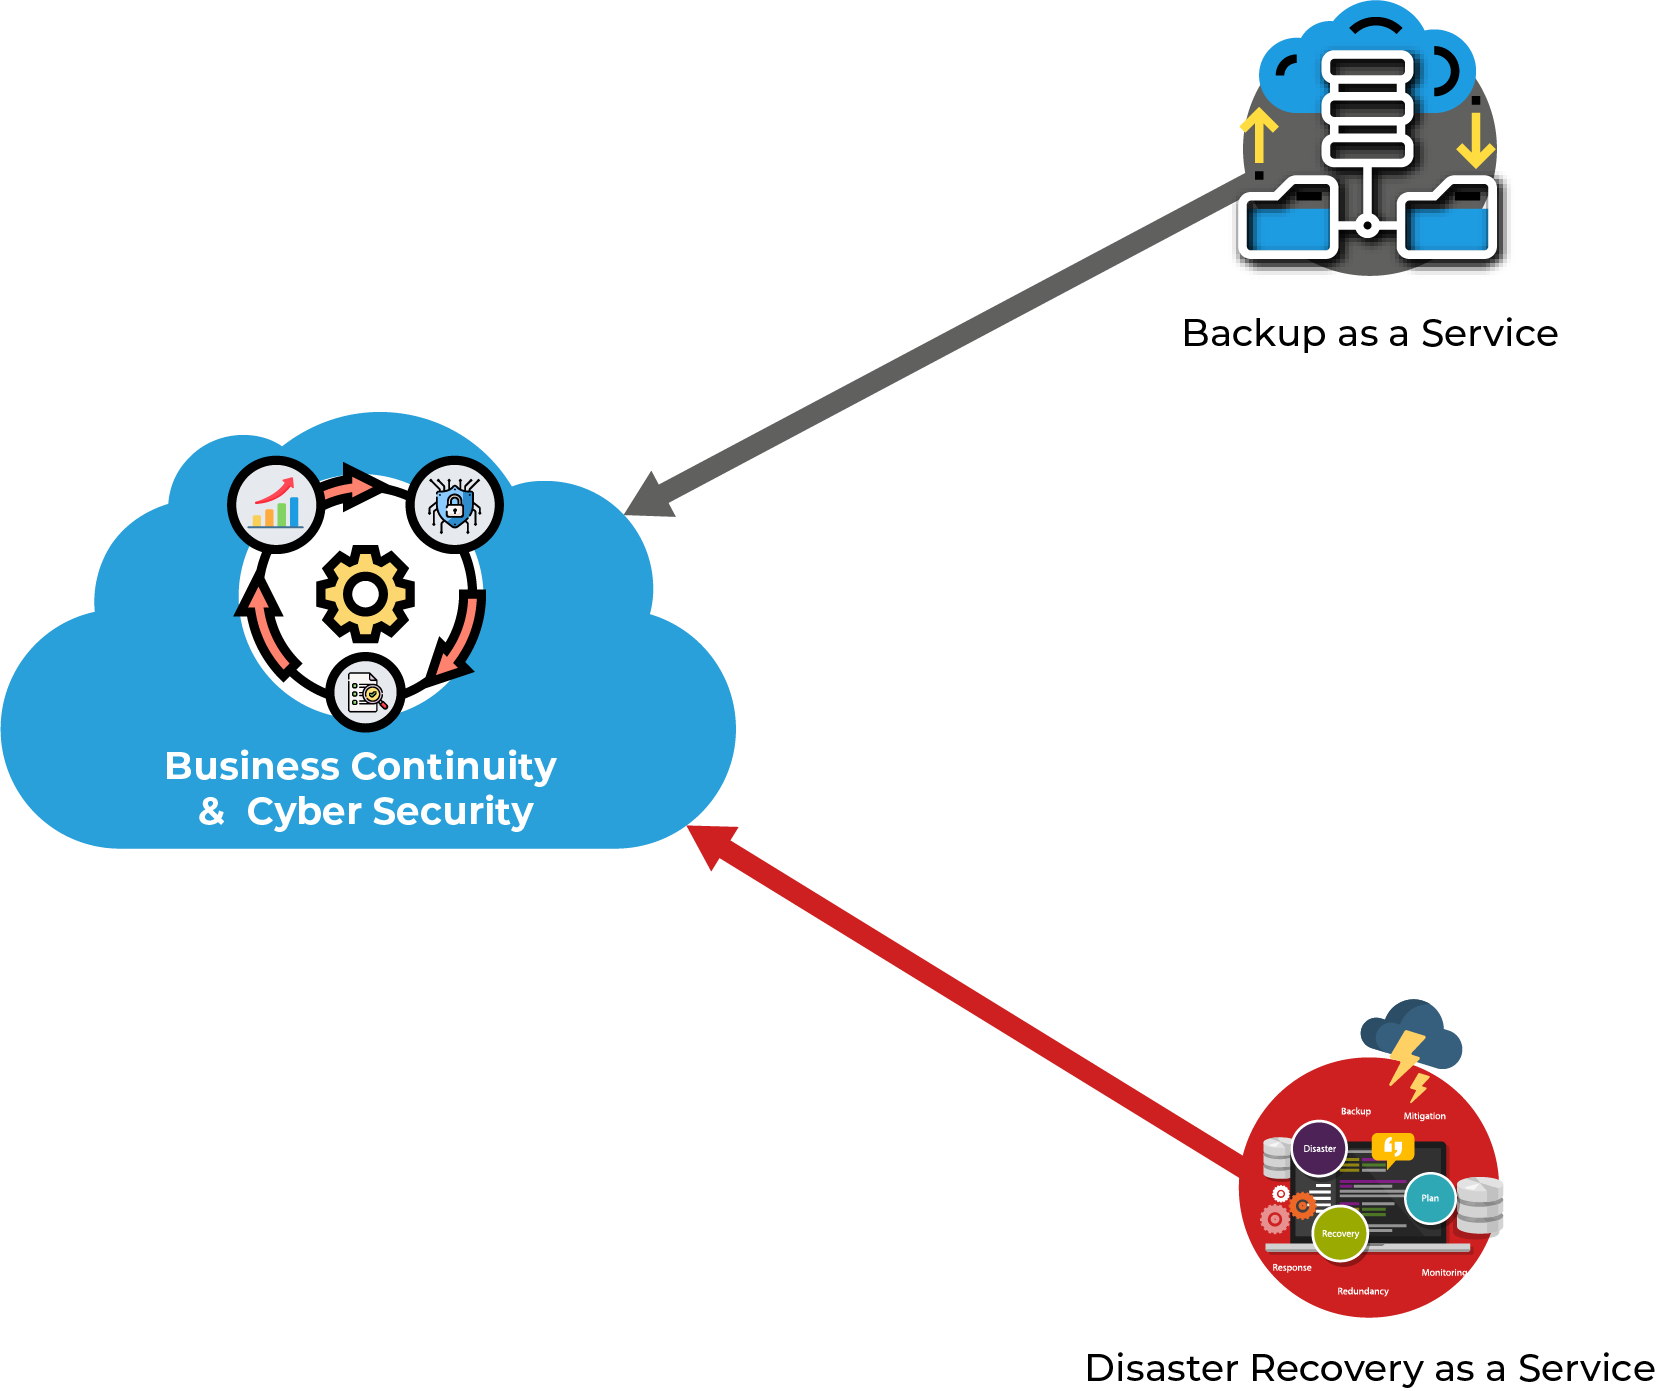 Backup as a Service
Business Continuity
& Cyber Security
Backup
Mitigation
Disaster
Plan
Recovery
Response
Monitoring
Redundancy
Disaster Recovery as a Service